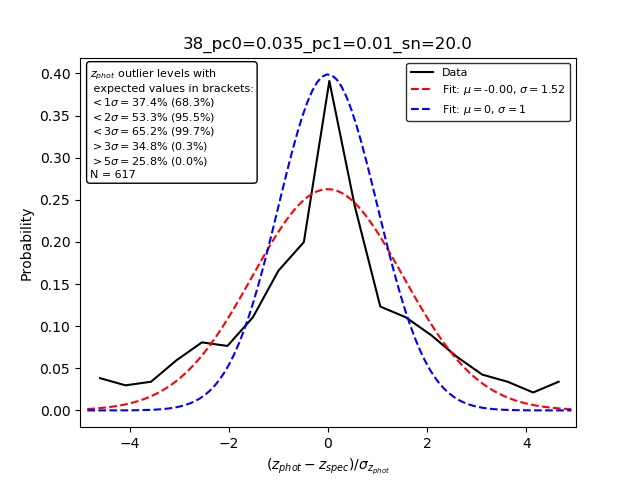 38_pc0=0.035_pc1=0.01_sn=20.0
z_phot outlier levels with
expected values in brackets:
<1σ = 37.4% (68.3%)
<2σ = 53.3% (95.5%)
<3σ = 65.2% (99.7%)
>3σ = 34.8% (0.3%)
>5σ = 25.8% (0.0%)
N = 617
Data
Fit: μ = -0.00, σ = 1.52
Fit: μ = 0, σ = 1
Probability
0.40
0.35
0.30
0.25
0.20
0.15
0.10
0.05
0.00
−4 −2 0 2 4
(z_phot − z_spec)/σ_z_phot